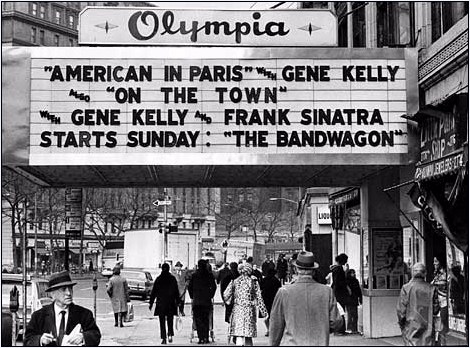 Olympia
"AMERICAN IN PARIS" WITH GENE KELLY
ALSO "ON THE TOWN"
WITH GENE KELLY AND FRANK SINATRA
STARTS SUNDAY: "THE BANDWAGON"
LIQUO